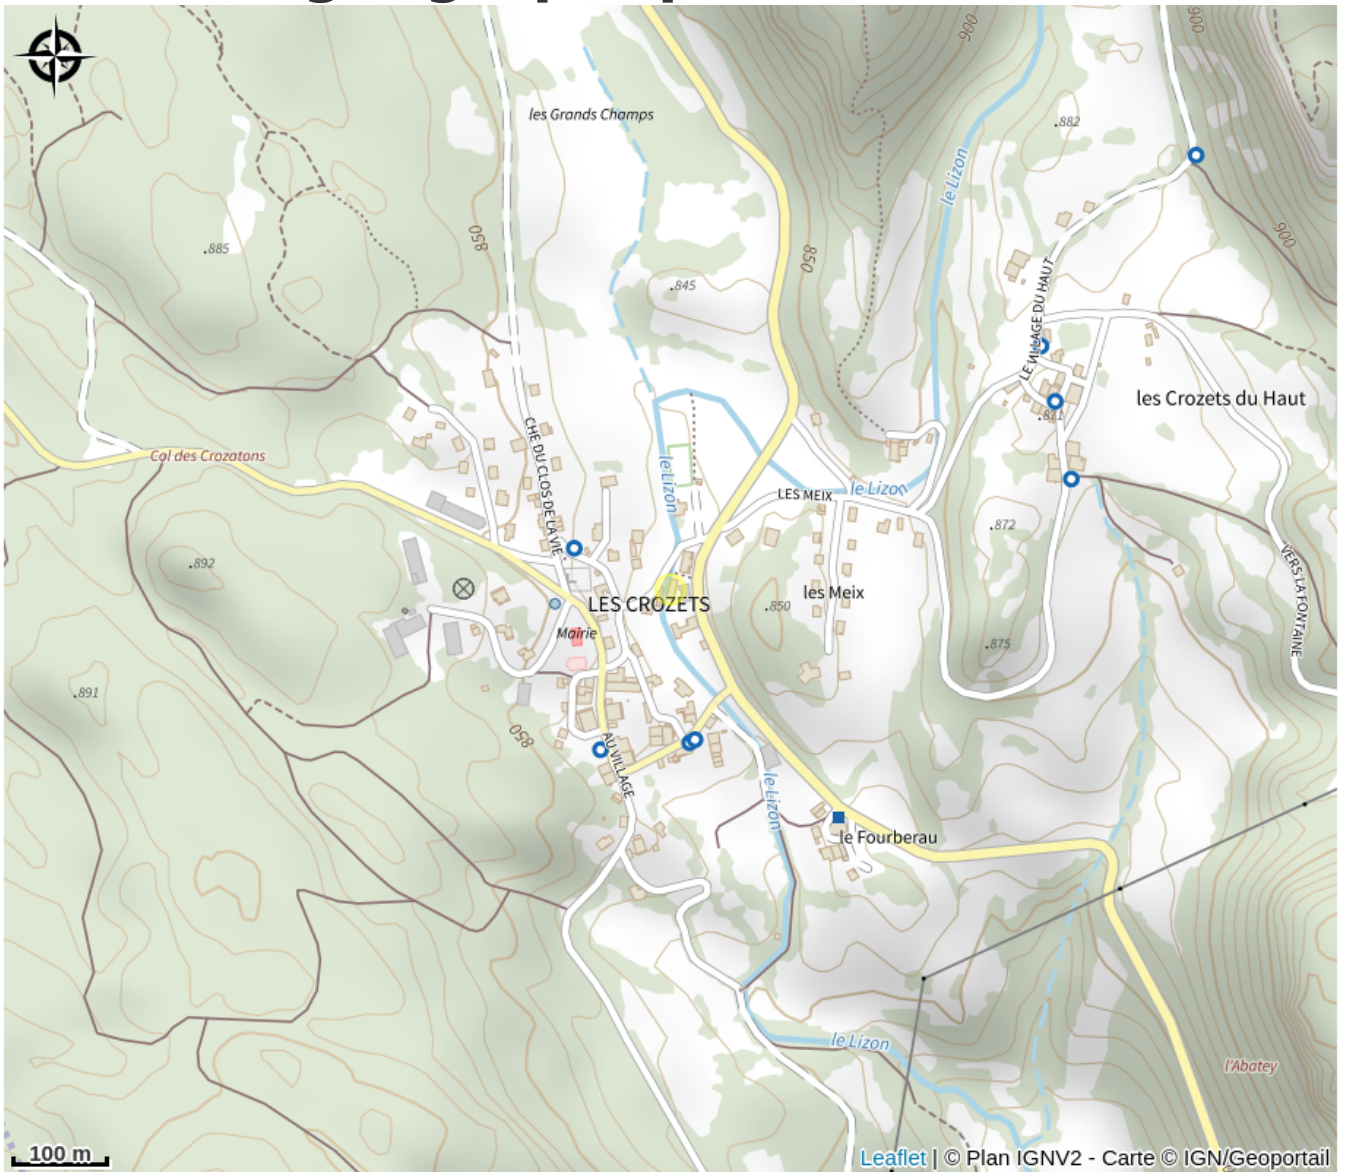 900
900
les Grands Champs
.882
le Lizon
.885
850
850
900
.845
LE VILLAGE DU HAUT
les Crozets du Haut
.871
Col des Crozatons
CHE DU CLOS DE LA VIE
le Lizon
LES MEIX
le Lizon
.872
.892
VERS LA FONTAINE
les Meix
LES CROZETS
.850
Mairie
.875
.891
850
AU VILLAGE
le Lizon
le Fourberau
le Lizon
l'Abatey
100 m
Leaflet | © Plan IGNV2 - Carte © IGN/Geoportail